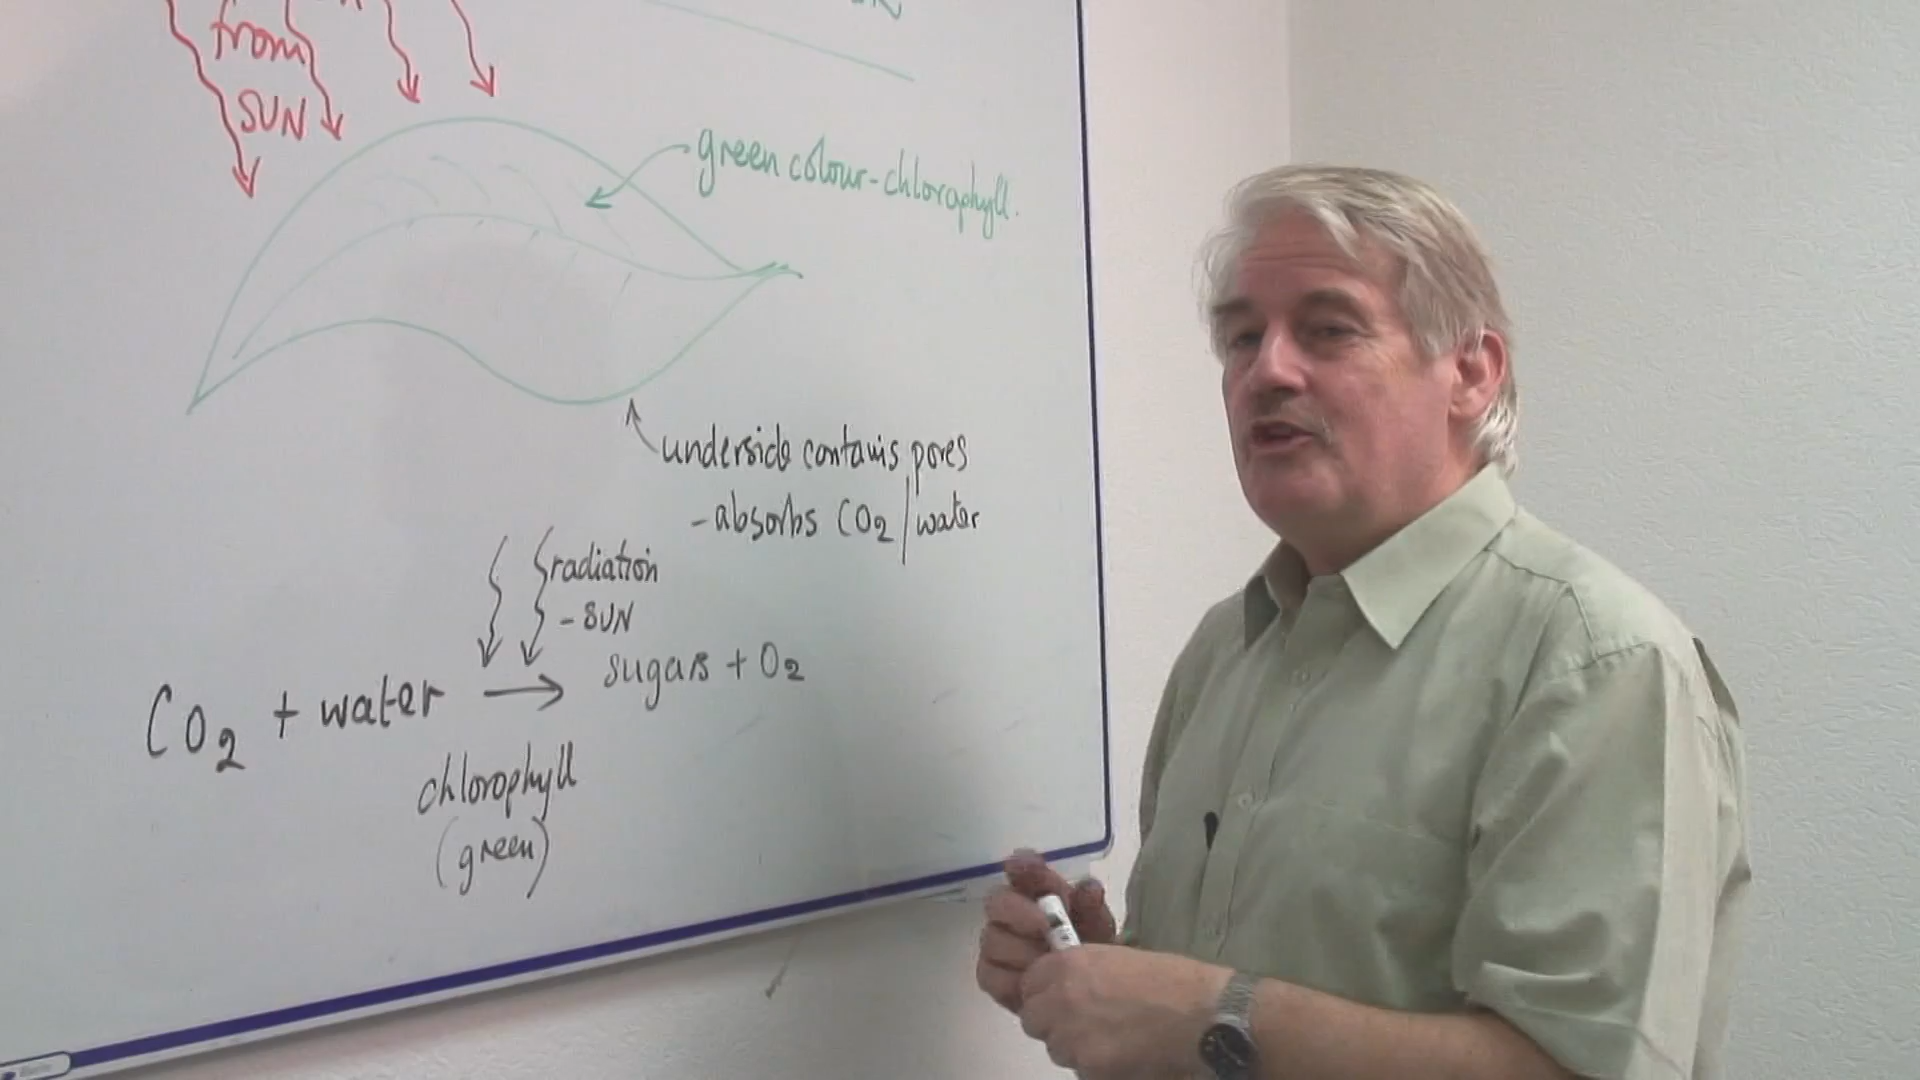 from
SUN
green colour-chlorophyll.
underside contains pores
-absorbs CO2/water
radiation
-SUN
CO2 + water → sugars + O2
chlorophyll
(green)